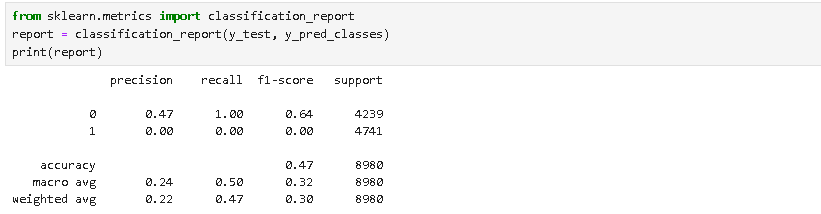 from sklearn.metrics import classification_report
report = classification_report(y_test, y_pred_classes)
print(report)
precision recall f1-score support
0 0.47 1.00 0.64 4239
1 0.00 0.00 0.00 4741
accuracy 0.47 8980
macro avg 0.24 0.50 0.32 8980
weighted avg 0.22 0.47 0.30 8980